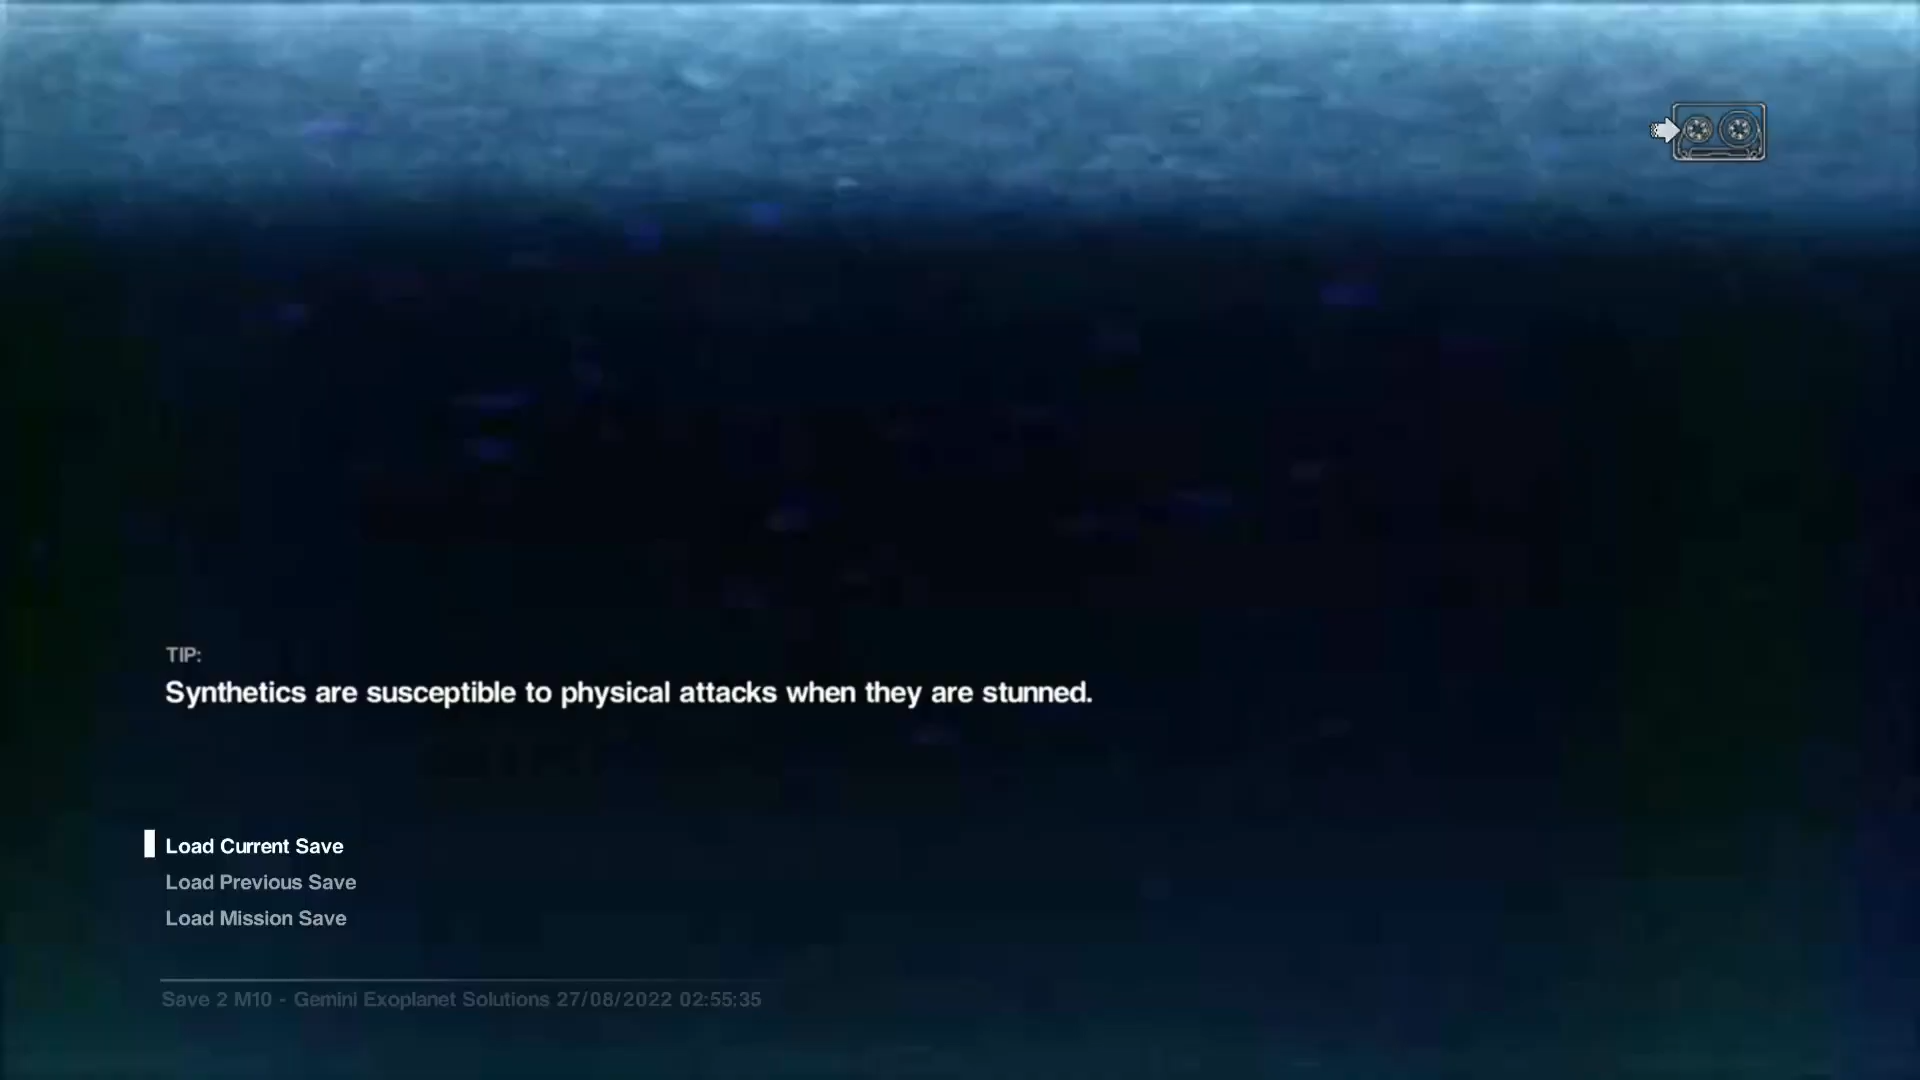 TIP:
Synthetics are susceptible to physical attacks when they are stunned.
Load Current Save
Load Previous Save
Load Mission Save
Save 2 M10 - Gemini Exoplanet Solutions 27/08/2022 02:55:35